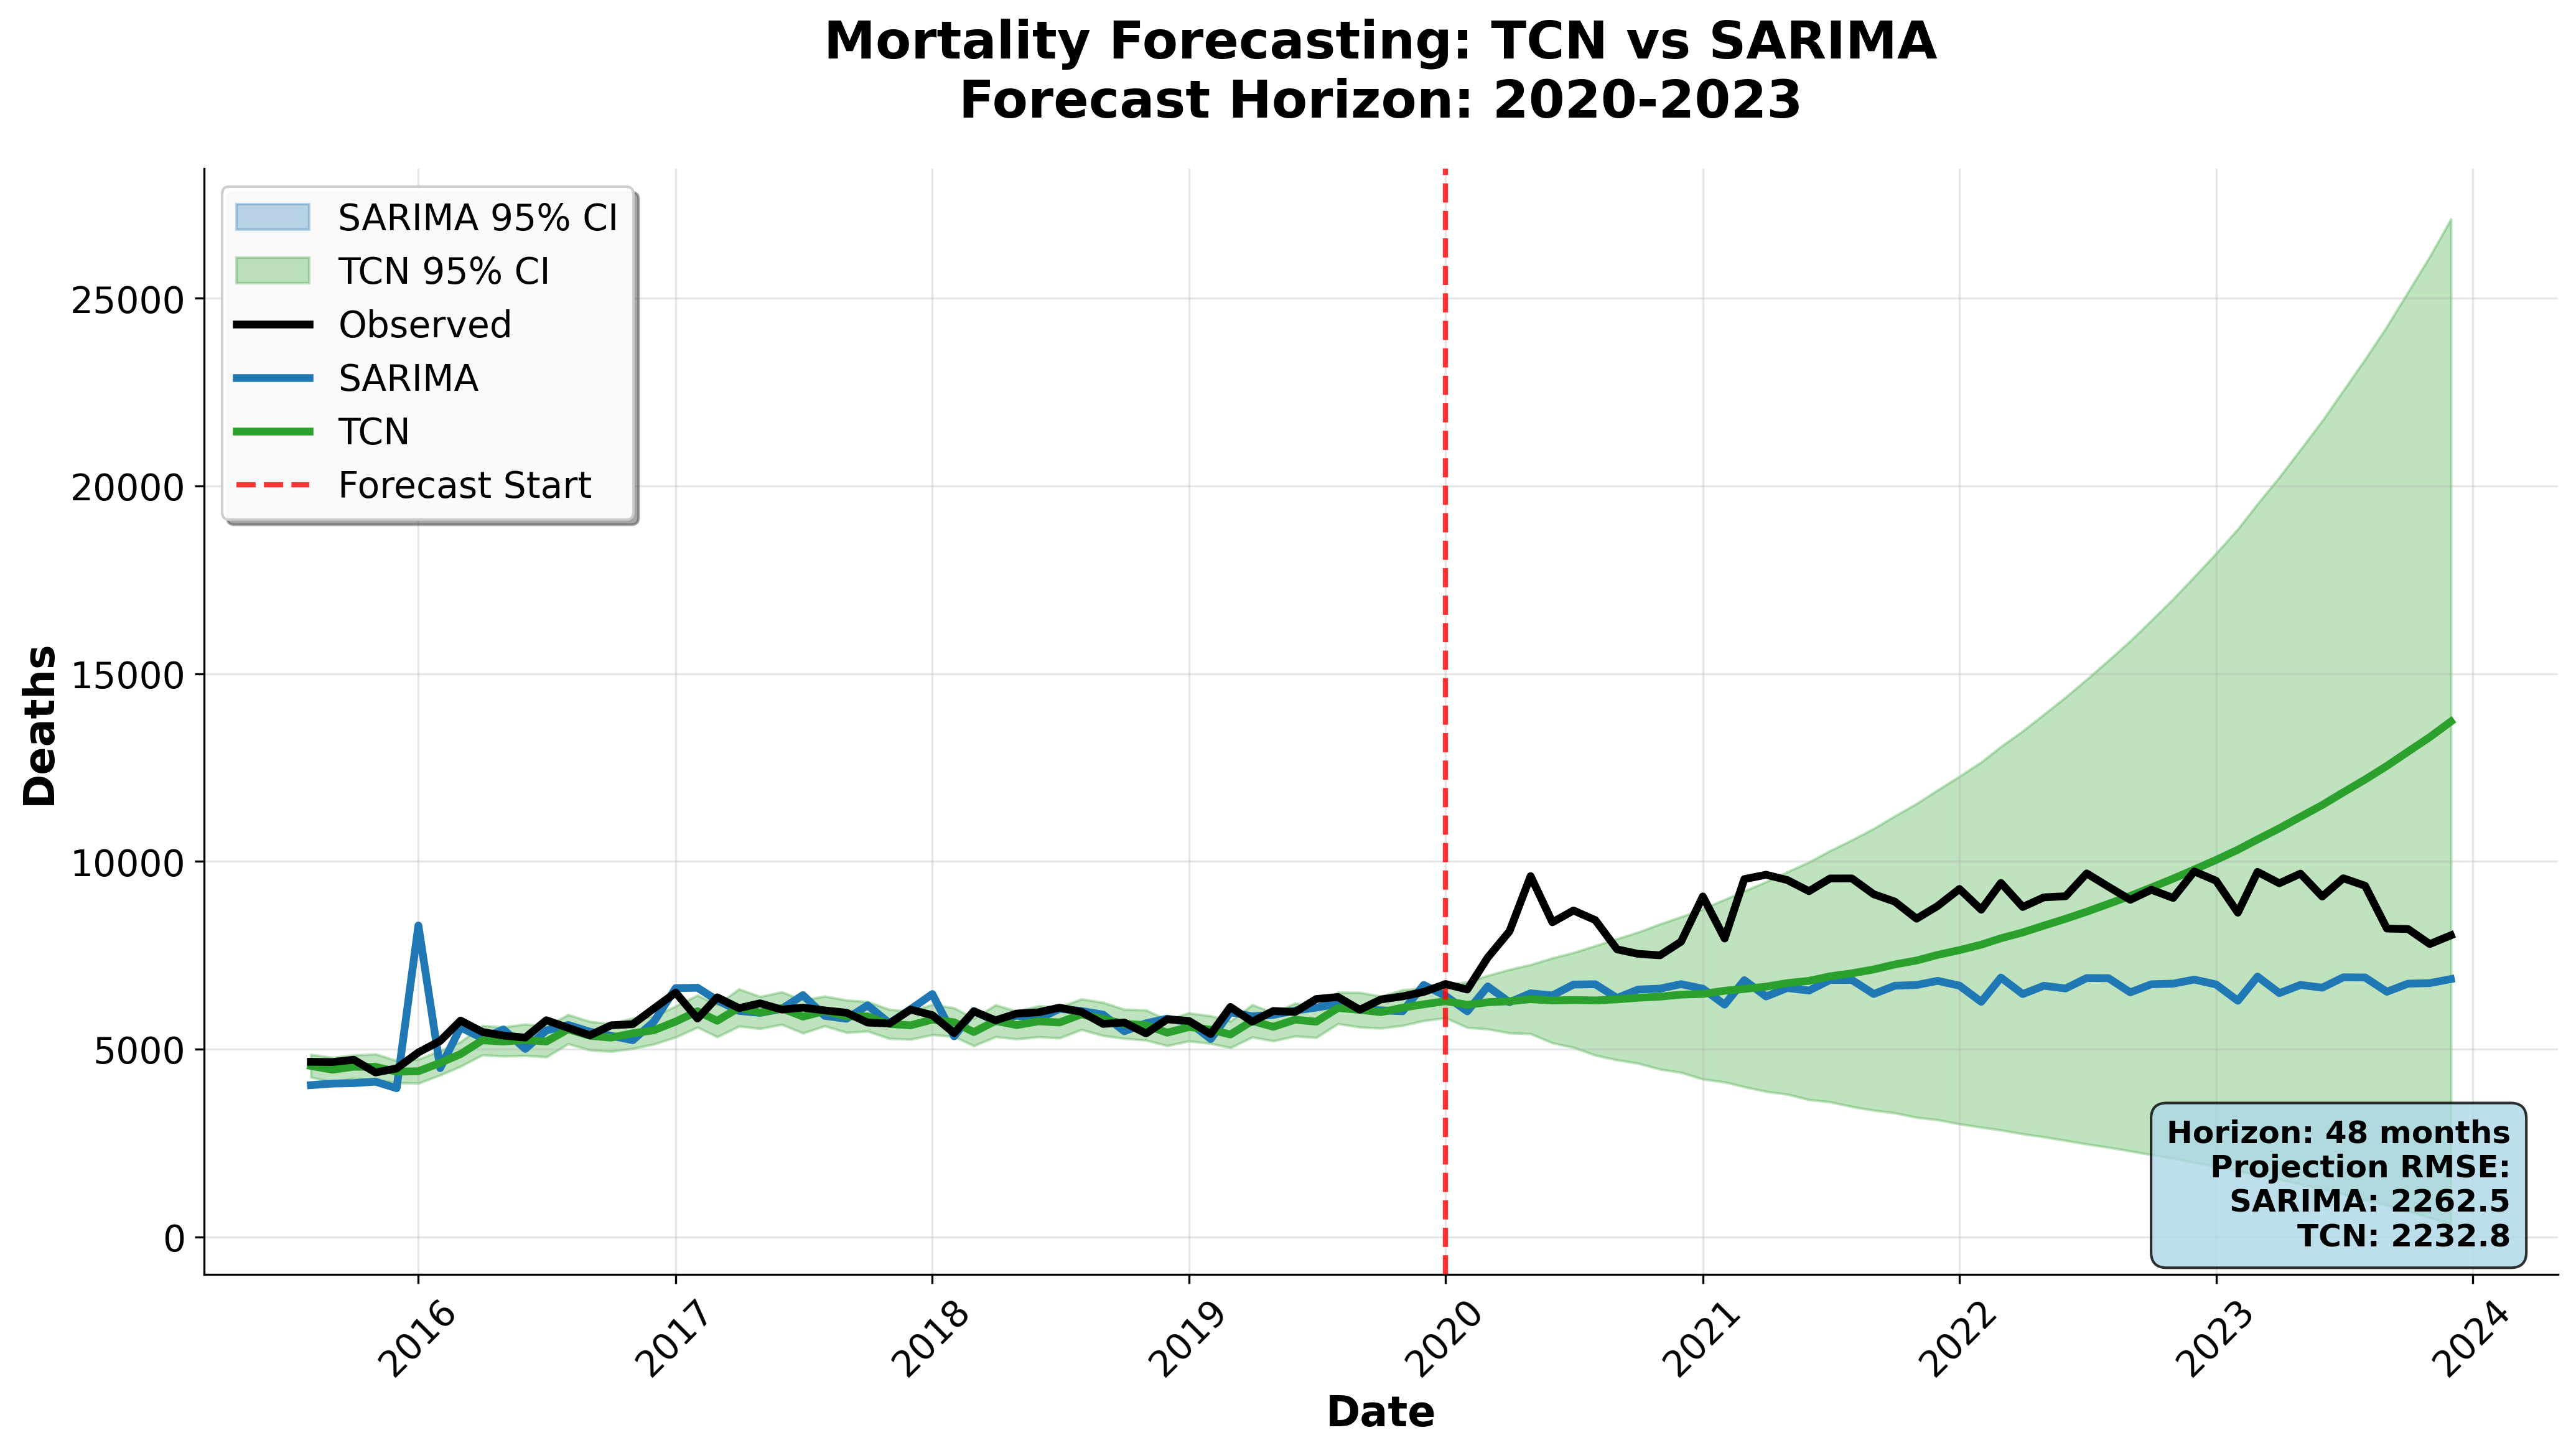 Mortality Forecasting: TCN vs SARIMA
Forecast Horizon: 2020-2023
SARIMA 95% CI
TCN 95% CI
Observed
SARIMA
TCN
Forecast Start
Deaths
25000
20000
15000
10000
5000
0
Horizon: 48 months
Projection RMSE:
SARIMA: 2262.5
TCN: 2232.8
2016
2017
2018
2019
2020
2021
2022
2023
2024
Date